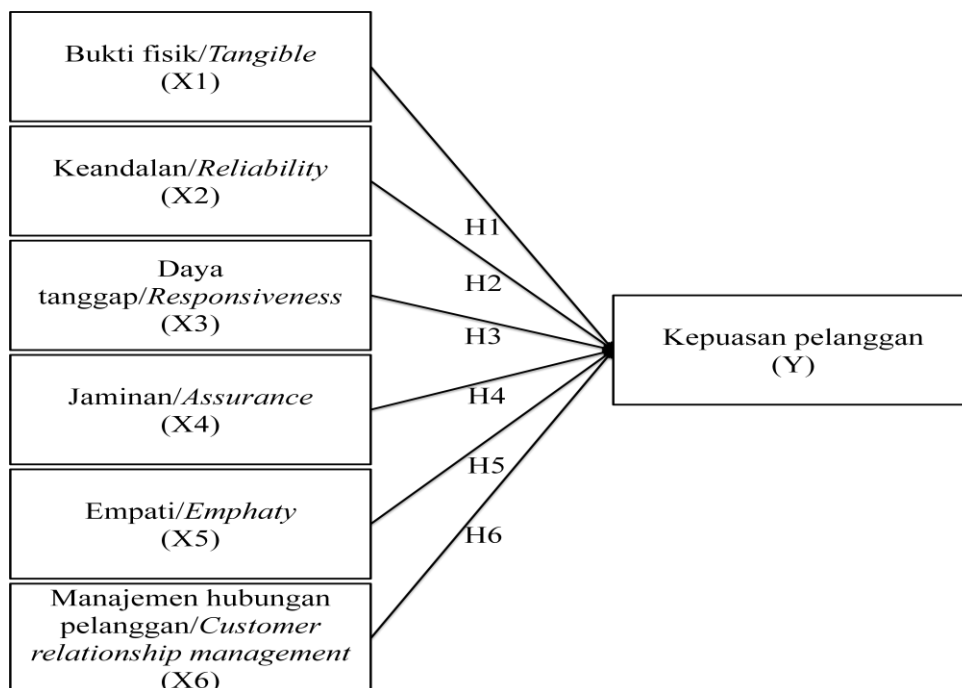 Bukti fisik/Tangible
(X1)
Keandalan/Reliability
(X2)
Daya
tanggap/Responsiveness
(X3)
Jaminan/Assurance
(X4)
Empati/Emphaty
(X5)
Manajemen hubungan
pelanggan/Customer
relationship management
(X6)
H1
H2
H3
H4
H5
H6
Kepuasan pelanggan
(Y)